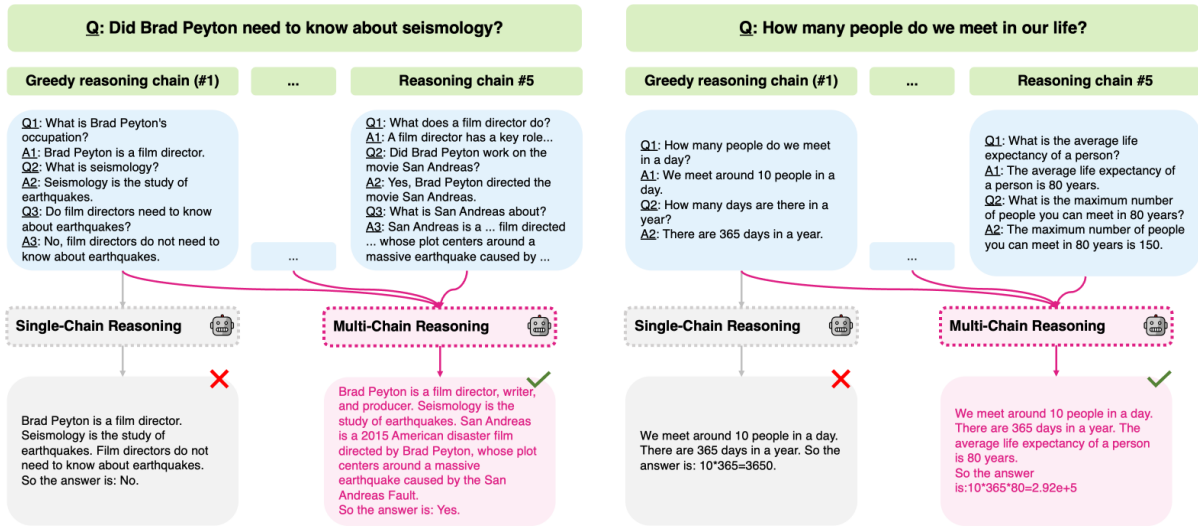 Q: Did Brad Peyton need to know about seismology?
Greedy reasoning chain (#1)
...
Reasoning chain #5
Q1: What is Brad Peyton's
occupation?
A1: Brad Peyton is a film director.
Q2: What is seismology?
A2: Seismology is the study of
earthquakes.
Q3: Do film directors need to know
about earthquakes?
A3: No, film directors do not need to
know about earthquakes.
...
Q1: What does a film director do?
A1: A film director has a key role...
Q2: Did Brad Peyton work on the
movie San Andreas?
A2: Yes, Brad Peyton directed the
movie San Andreas.
Q3: What is San Andreas about?
A3: San Andreas is a ... film directed
... whose plot centers around a
massive earthquake caused by ...
Single-Chain Reasoning
Multi-Chain Reasoning
Brad Peyton is a film director.
Seismology is the study of
earthquakes. Film directors do not
need to know about earthquakes.
So the answer is: No.
Brad Peyton is a film director, writer,
and producer. Seismology is the
study of earthquakes. San Andreas
is a 2015 American disaster film
directed by Brad Peyton, whose plot
centers around a massive
earthquake caused by the San
Andreas Fault.
So the answer is: Yes.
Q: How many people do we meet in our life?
Greedy reasoning chain (#1)
...
Reasoning chain #5
Q1: How many people do we meet
in a day?
A1: We meet around 10 people in a
day.
Q2: How many days are there in a
year?
A2: There are 365 days in a year.
...
Q1: What is the average life
expectancy of a person?
A1: The average life expectancy of
a person is 80 years.
Q2: What is the maximum number
of people you can meet in 80 years?
A2: The maximum number of people
you can meet in 80 years is 150.
Single-Chain Reasoning
Multi-Chain Reasoning
We meet around 10 people in a day.
There are 365 days in a year. So the
answer is: 10*365=3650.
We meet around 10 people in a day.
There are 365 days in a year. The
average life expectancy of a person
is 80 years.
So the answer
is:10*365*80=2.92e+5